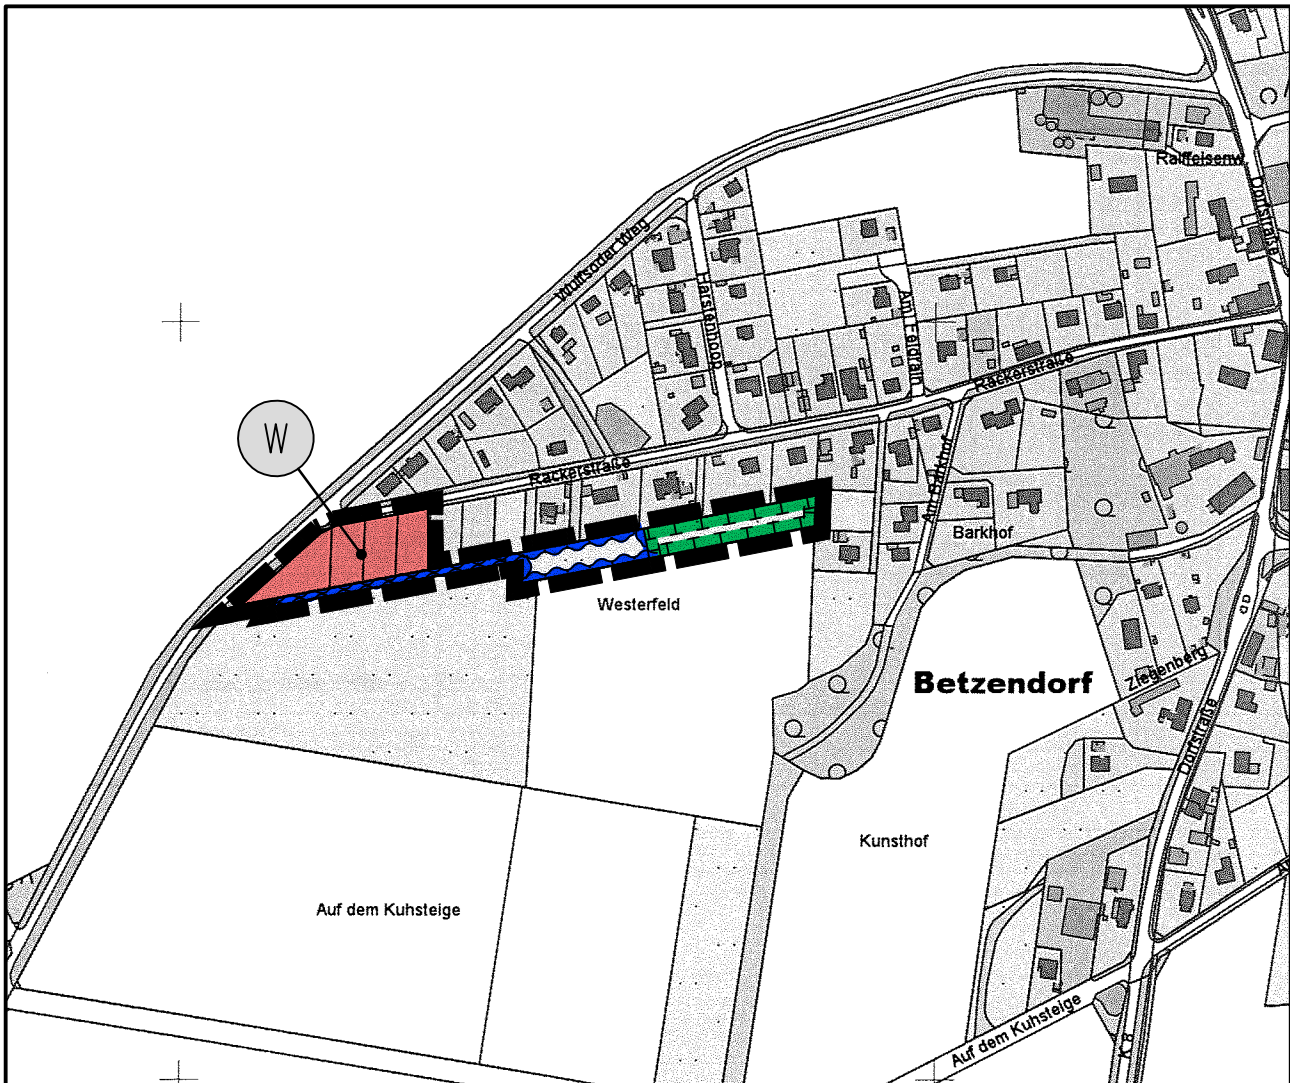 Raiffeisenw.
Dorfstraße
Wulfsoder Weg
Harstenhoop
Am Feldrain
Rackerstraße
W
Rackerstraße
Am Barkhof
Barkhof
Westerfeld
Betzendorf
Ziegenberg
Dorfstraße
Kunsthof
Auf dem Kuhsteige
Auf dem Kuhsteige
K 8